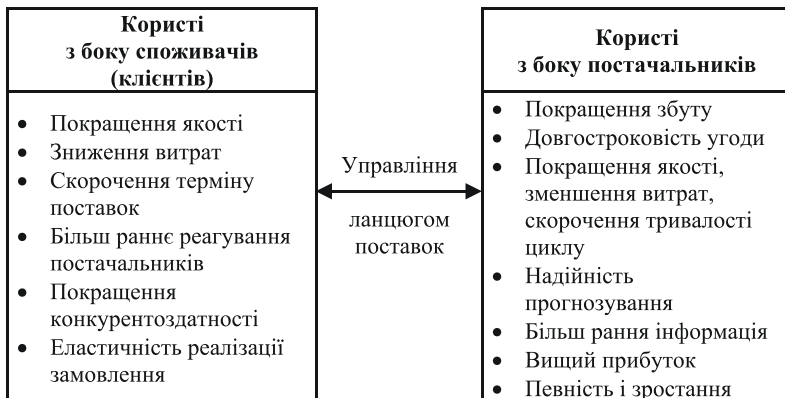 Користі
з боку споживачів
(клієнтів)
• Покращення якості
• Зниження витрат
• Скорочення терміну
поставок
• Більш раннє реагування
постачальників
• Покращення
конкурентоздатності
• Еластичність реалізації
замовлення
Управління
ланцюгом
поставок
Користі
з боку постачальників
• Покращення збуту
• Довгостроковість угоди
• Покращення якості,
зменшення витрат,
скорочення тривалості
циклу
• Надійність
прогнозування
• Більш рання інформація
• Вищий прибуток
• Певність і зростання